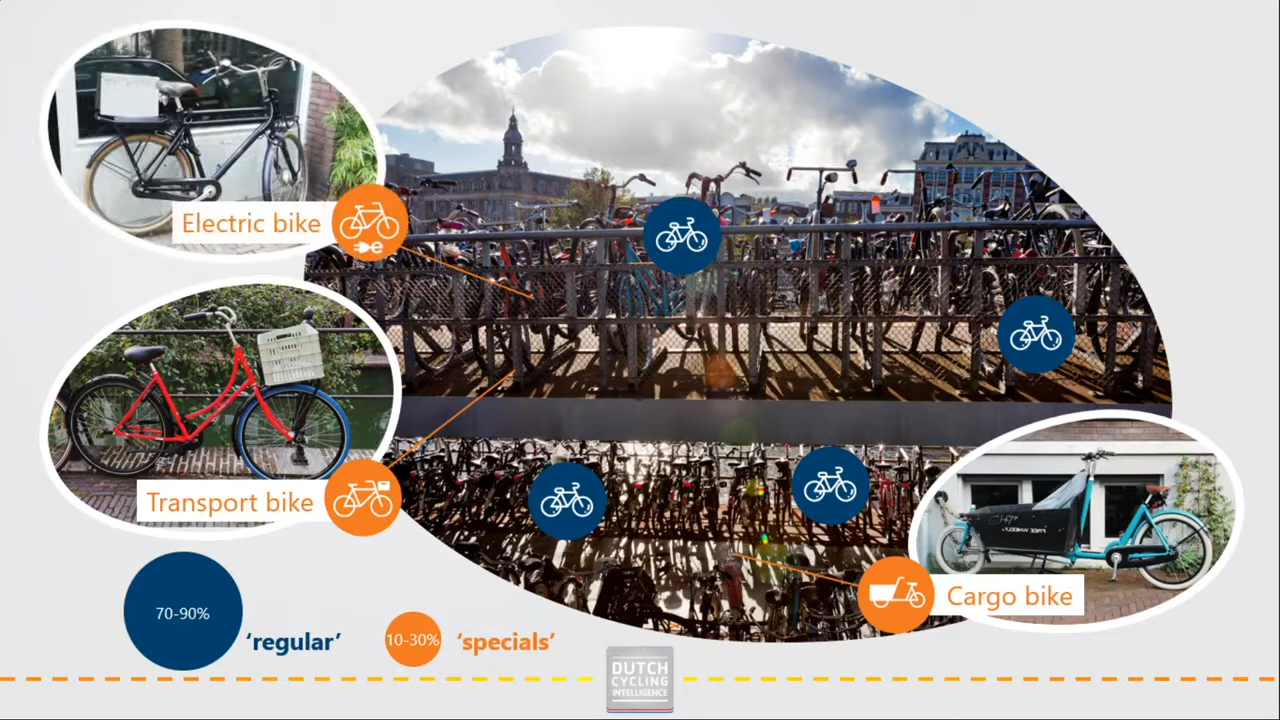 Electric bike
Transport bike
Cargo bike
70-90%
‘regular’
10-30%
‘specials’
DUTCH
CYCLING
INTELLIGENCE